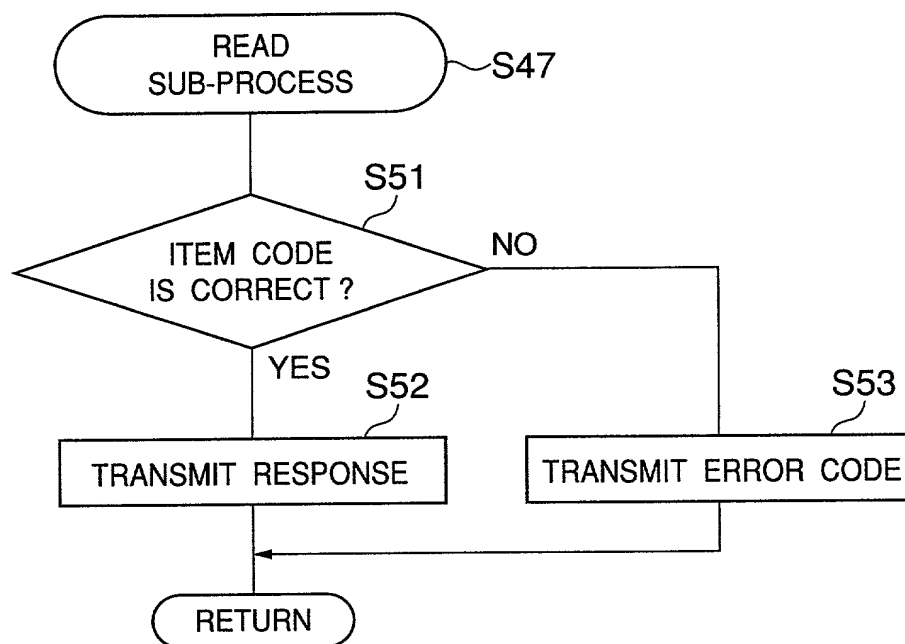 READ
SUB-PROCESS
S47
S51
ITEM CODE
IS CORRECT ?
NO
YES
S52
S53
TRANSMIT RESPONSE
TRANSMIT ERROR CODE
RETURN